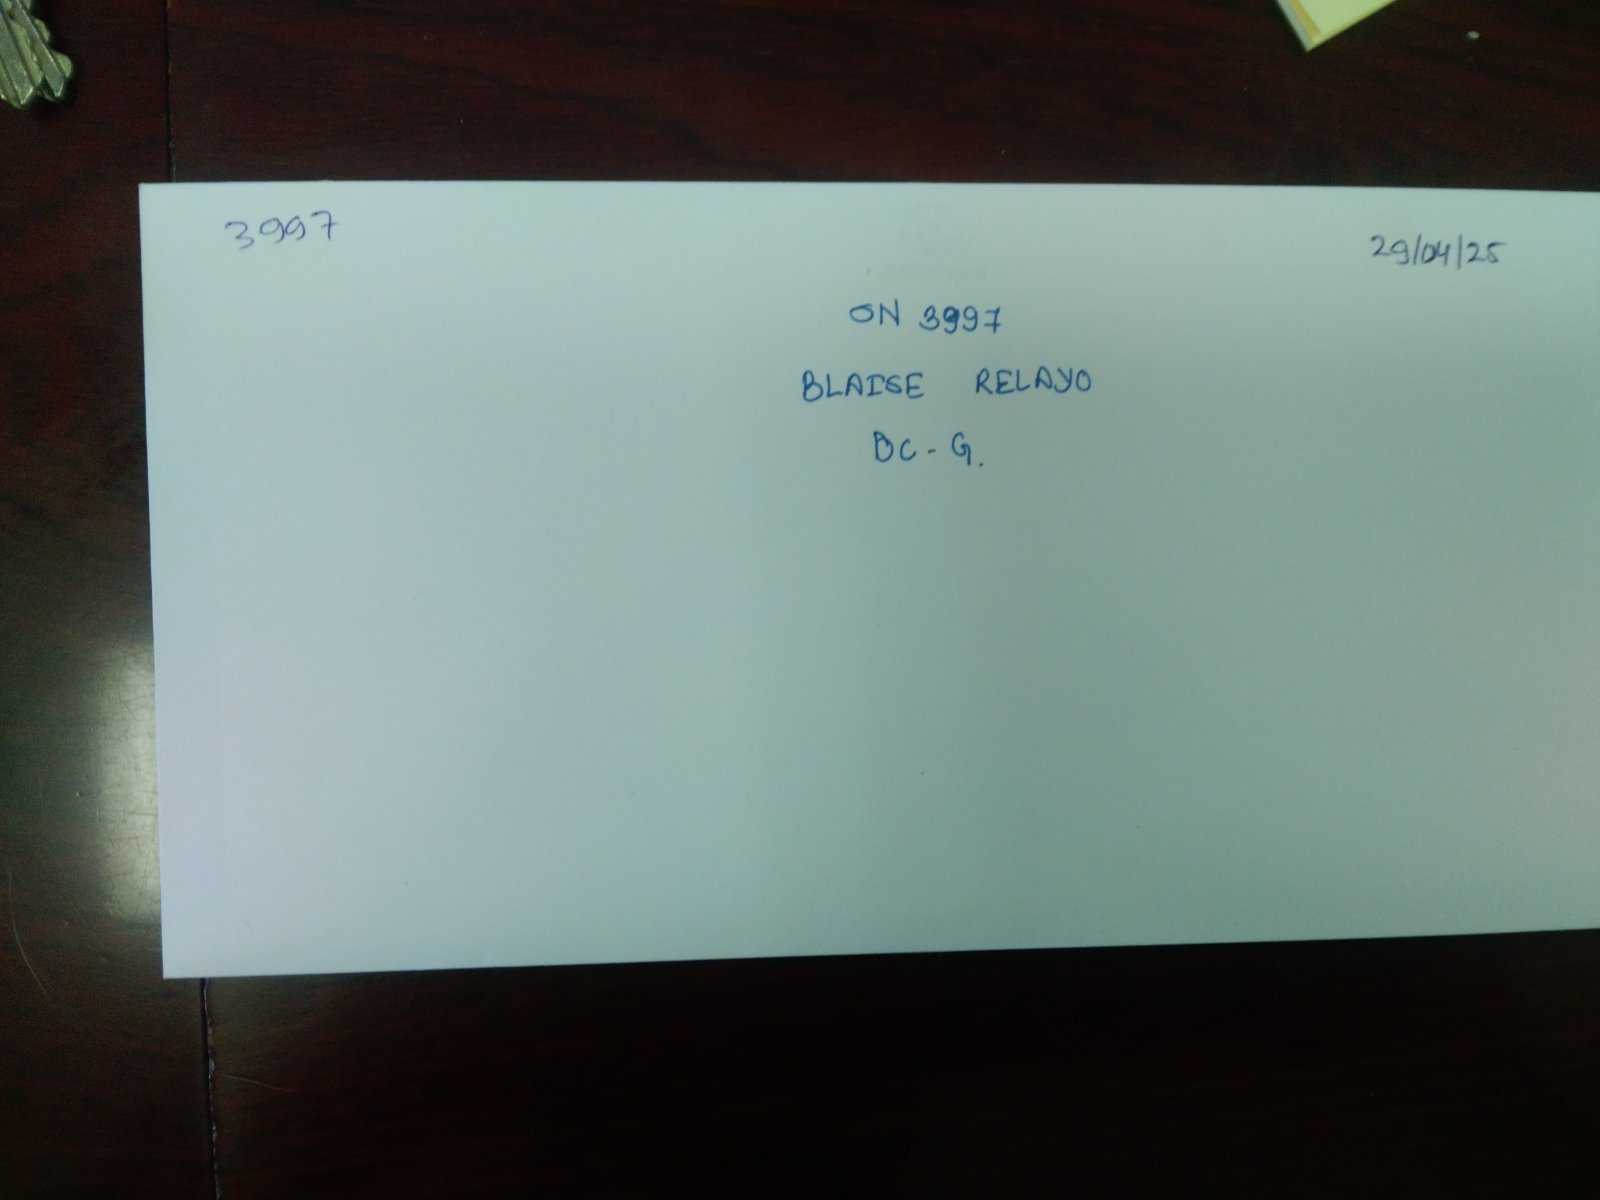 3997
29/04/25
ON 3997
BLAISE RELAYO
BC-G.